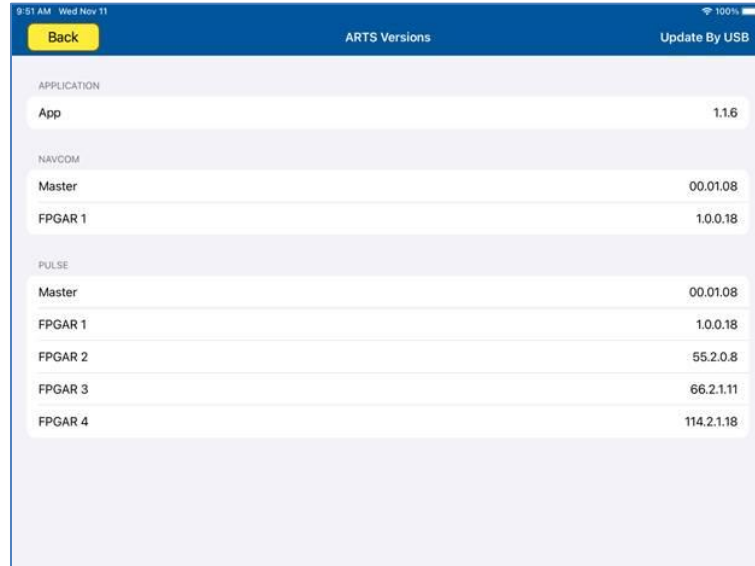 9:51 AM Wed Nov 11 100%
Back ARTS Versions Update By USB
APPLICATION
App 1.1.6
NAVCOM
Master 00.01.08
FPGAR 1 1.0.0.18
PULSE
Master 00.01.08
FPGAR 1 1.0.0.18
FPGAR 2 55.2.0.8
FPGAR 3 66.2.1.11
FPGAR 4 114.2.1.18